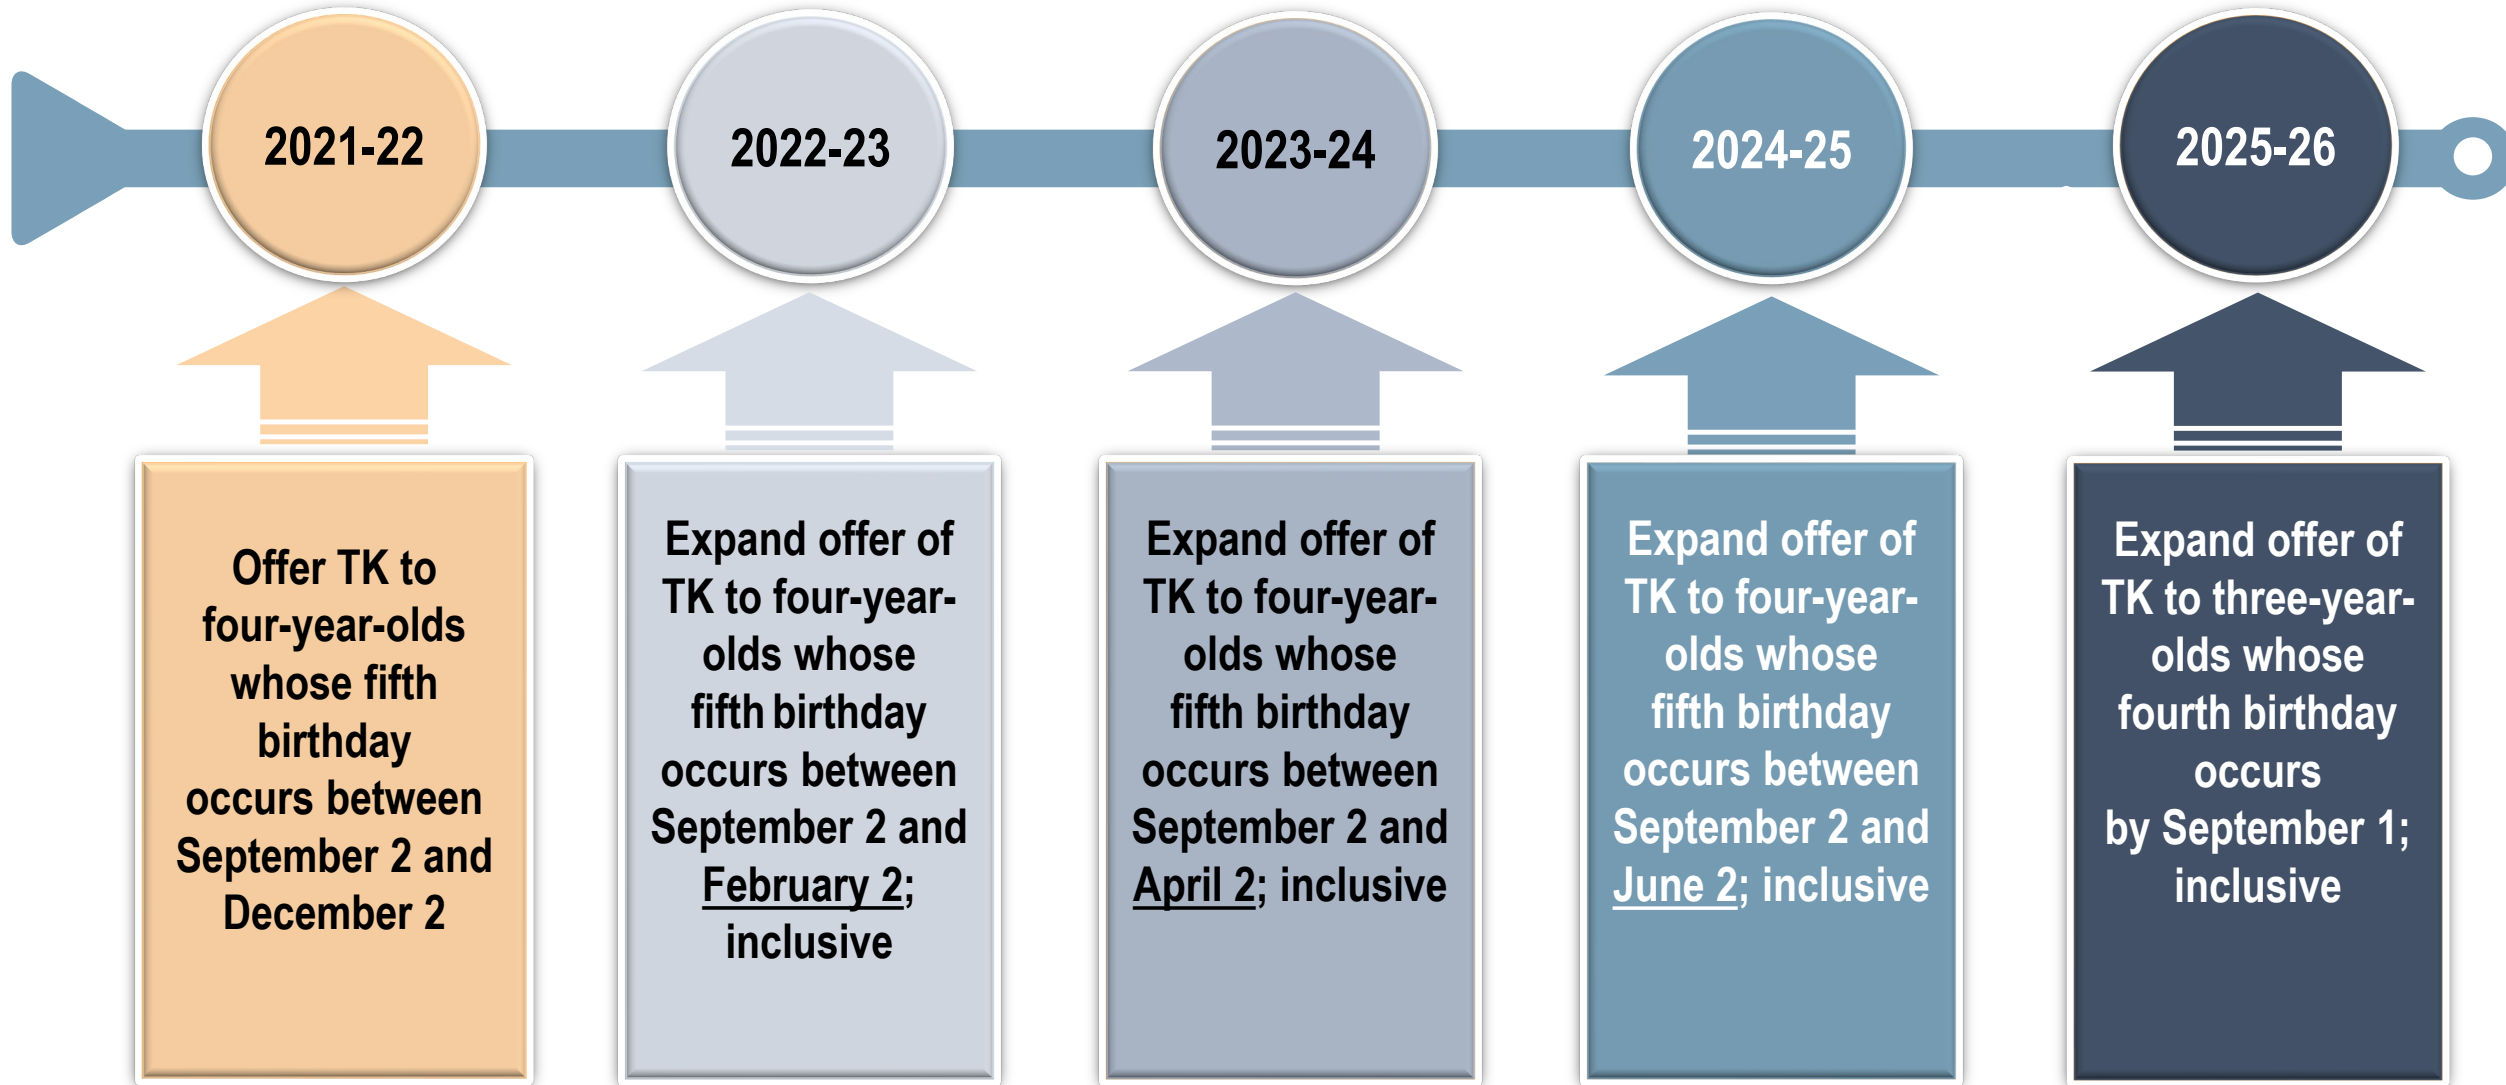 2021-22
2022-23
2023-24
2024-25
2025-26
Offer TK to
four-year-olds
whose fifth
birthday
occurs between
September 2 and
December 2
Expand offer of
TK to four-year-
olds whose
fifth birthday
occurs between
September 2 and
February 2;
inclusive
Expand offer of
TK to four-year-
olds whose
fifth birthday
occurs between
September 2 and
April 2; inclusive
Expand offer of
TK to four-year-
olds whose
fifth birthday
occurs between
September 2 and
June 2; inclusive
Expand offer of
TK to three-year-
olds whose
fourth birthday
occurs
by September 1;
inclusive